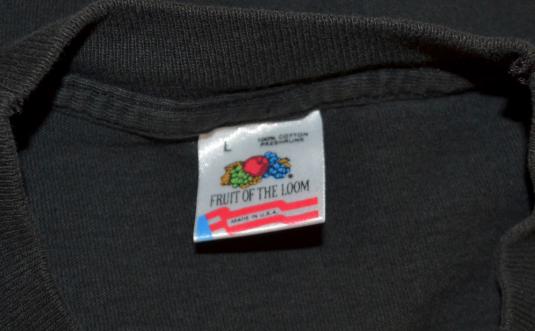 L
100% COTTON
PRESHRUNK
FRUIT OF THE LOOM
MADE IN U.S.A.